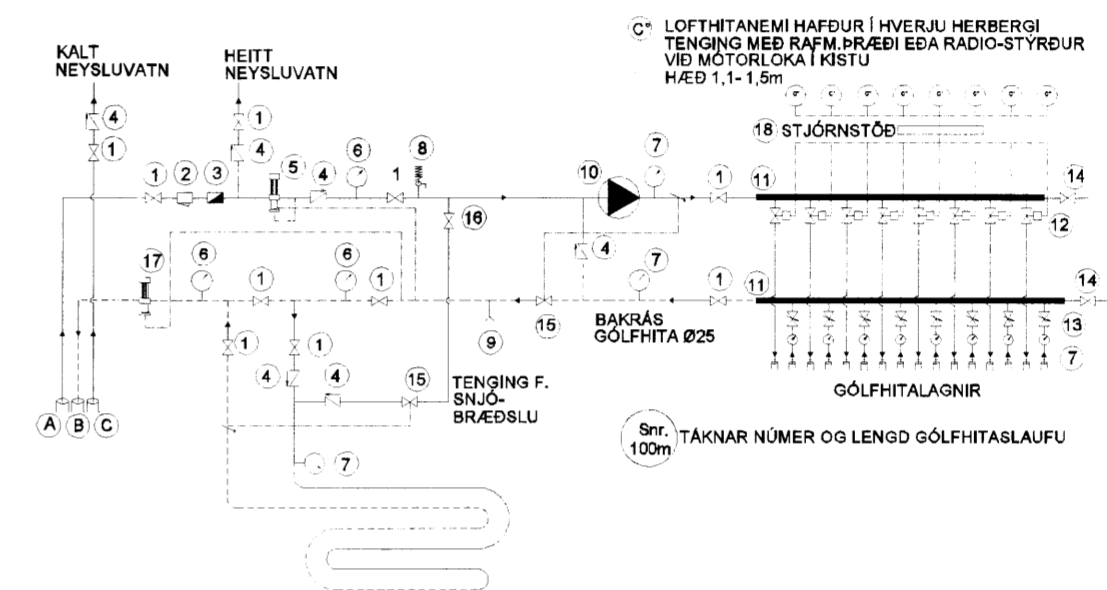 C° LOFTHITANEMI HAFÐUR Í HVERJU HERBERGI
TENGING MEÐ RAFM.ÞRÆÐI EÐA RADIO-STÝRÐUR
VIÐ MÓTORLOKA Í KISTU
HÆÐ 1,1- 1,5m
KALT
NEYSLUVATN
HEITT
NEYSLUVATN
4
1
1
4
1
2
3
5
4
6
1
8
10
7
1
11
18 STJÓRNSTÖÐ
14
12
16
17
6
1
6
1
4
7
1
11
14
13
7
9
15
BAKRÁS
GÓLFHITA Ø25
GÓLFHITALAGNIR
1
1
4
4
15
TENGING F.
SNJÓ-
BRÆÐSLU
A
B
C
7
Snr.
100m
TÁKNAR NÚMER OG LENGD GÓLFHITASLAUFU